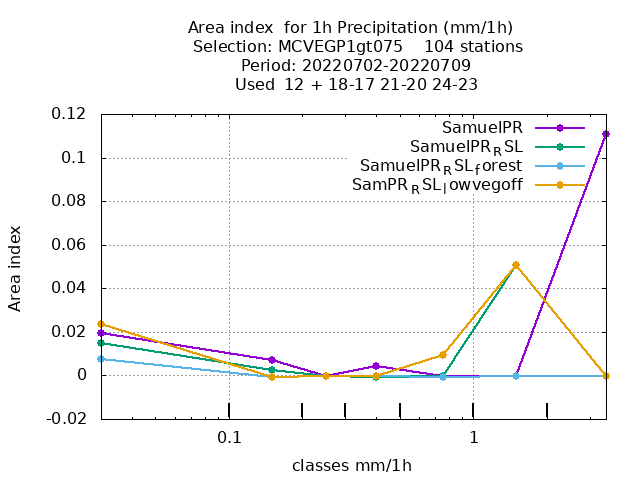 Area index  for 1h Precipitation (mm/1h)
Selection: MCVEGP1gt075    104 stations
Period: 20220702-20220709
Used  12 + 18-17 21-20 24-23
0.12
0.1
0.08
0.06
0.04
0.02
0
-0.02
Area index
SamuelPR
SamuelPR_RSL
SamuelPR_RSL_forest
SamPR_RSL_lowvegoff
0.1
1
classes mm/1h